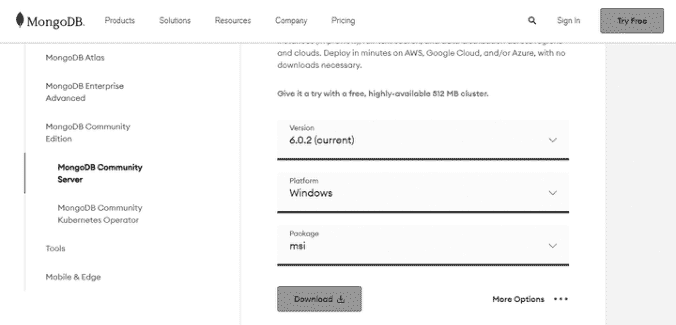 MongoDB.
Products Solutions Resources Company Pricing
Sign In
Try Free
MongoDB Atlas
MongoDB Enterprise
Advanced
MongoDB Community
Edition
MongoDB Community
Server
MongoDB Community
Kubernetes Operator
Tools
Mobile & Edge
and clouds. Deploy in minutes on AWS, Google Cloud, and/or Azure, with no
downloads necessary.
Give it a try with a free, highly-available 512 MB cluster.
Version
6.0.2 (current)
Platform
Windows
Package
msi
Download
More Options